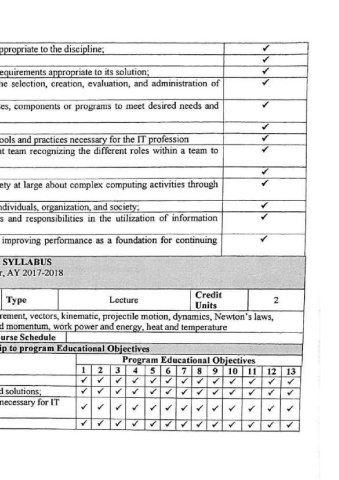 ppropriate to the discipline; ✓
✓
equirements appropriate to its solution; ✓
he selection, creation, evaluation, and administration of ✓
es, components or programs to meet desired needs and ✓
✓
ools and practices necessary for the IT profession ✓
nt team recognizing the different roles within a team to ✓
✓
ety at large about complex computing activities through ✓
ndividuals, organization, and society; ✓
s and responsibilities in the utilization of information ✓
improving performance as a foundation for continuing ✓
SYLLABUS
r, AY 2017-2018
Type Lecture Credit Units 2
rement, vectors, kinematic, projectile motion, dynamics, Newton's laws,
d momentum, work power and energy, heat and temperature
urse Schedule
ip to program Educational Objectives
Program Educational Objectives
1 2 3 4 5 6 7 8 9 10 11 12 13
✓ ✓ ✓ ✓ ✓ ✓ ✓ ✓ ✓ ✓ ✓ ✓ ✓
d solutions; ✓ ✓ ✓ ✓ ✓ ✓ ✓ ✓ ✓ ✓ ✓ ✓ ✓
necessary for IT ✓ ✓ ✓ ✓ ✓ ✓ ✓ ✓ ✓ ✓ ✓ ✓ ✓
✓ ✓ ✓ ✓ ✓ ✓ ✓ ✓ ✓ ✓ ✓ ✓ ✓